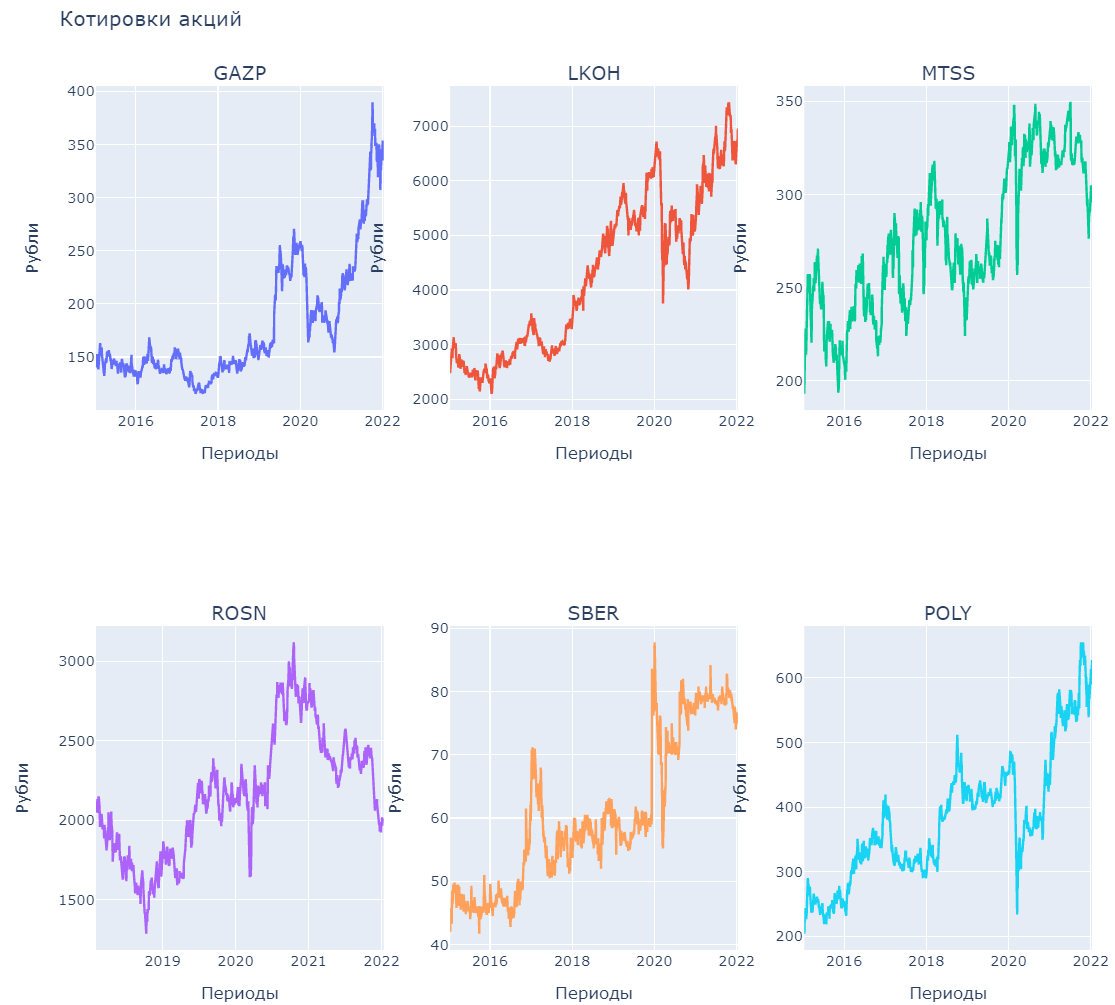 Котировки акций
GAZP LKOH MTSS
400
350
300
250
200
150
Рубли
2016 2018 2020 2022
Периоды
7000
6000
5000
4000
3000
2000
Рубли
2016 2018 2020 2022
Периоды
350
300
250
200
Рубли
2016 2018 2020 2022
Периоды
ROSN SBER POLY
3000
2500
2000
1500
Рубли
2019 2020 2021 2022
Периоды
90
80
70
60
50
40
Рубли
2016 2018 2020 2022
Периоды
600
500
400
300
200
Рубли
2016 2018 2020 2022
Периоды